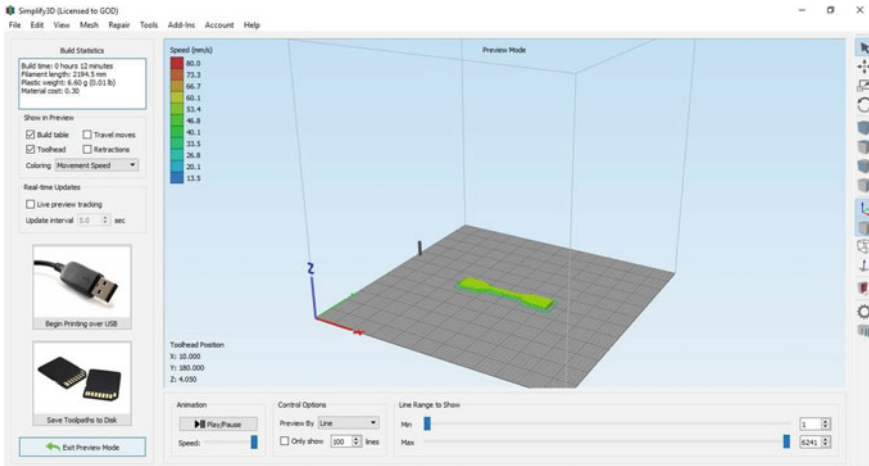 Simplify3D (Licensed to GOD)
File Edit View Mesh Repair Tools Add-Ins Account Help
Build Statistics
Build time: 0 hours 12 minutes
Filament length: 2194.5 mm
Plastic weight: 6.60 g (0.01 lb)
Material cost: 0.30
Show in Preview
Build table Travel moves
Toolhead Retractions
Coloring Movement Speed
Real-time Updates
Live preview tracking
Update interval 5.0 sec
Begin Printing over USB
Save Toolpaths to Disk
Exit Preview Mode
Speed (mm/s)
80.0
73.3
66.7
60.1
53.4
46.8
40.1
33.5
26.8
20.1
13.5
Preview Mode
Z
Toolhead Position
X: 10.000
Y: 180.000
Z: 4.050
Animation
Play/Pause
Speed:
Control Options
Preview By Line
Only show 100 lines
Line Range to Show
Min 1
Max 6241